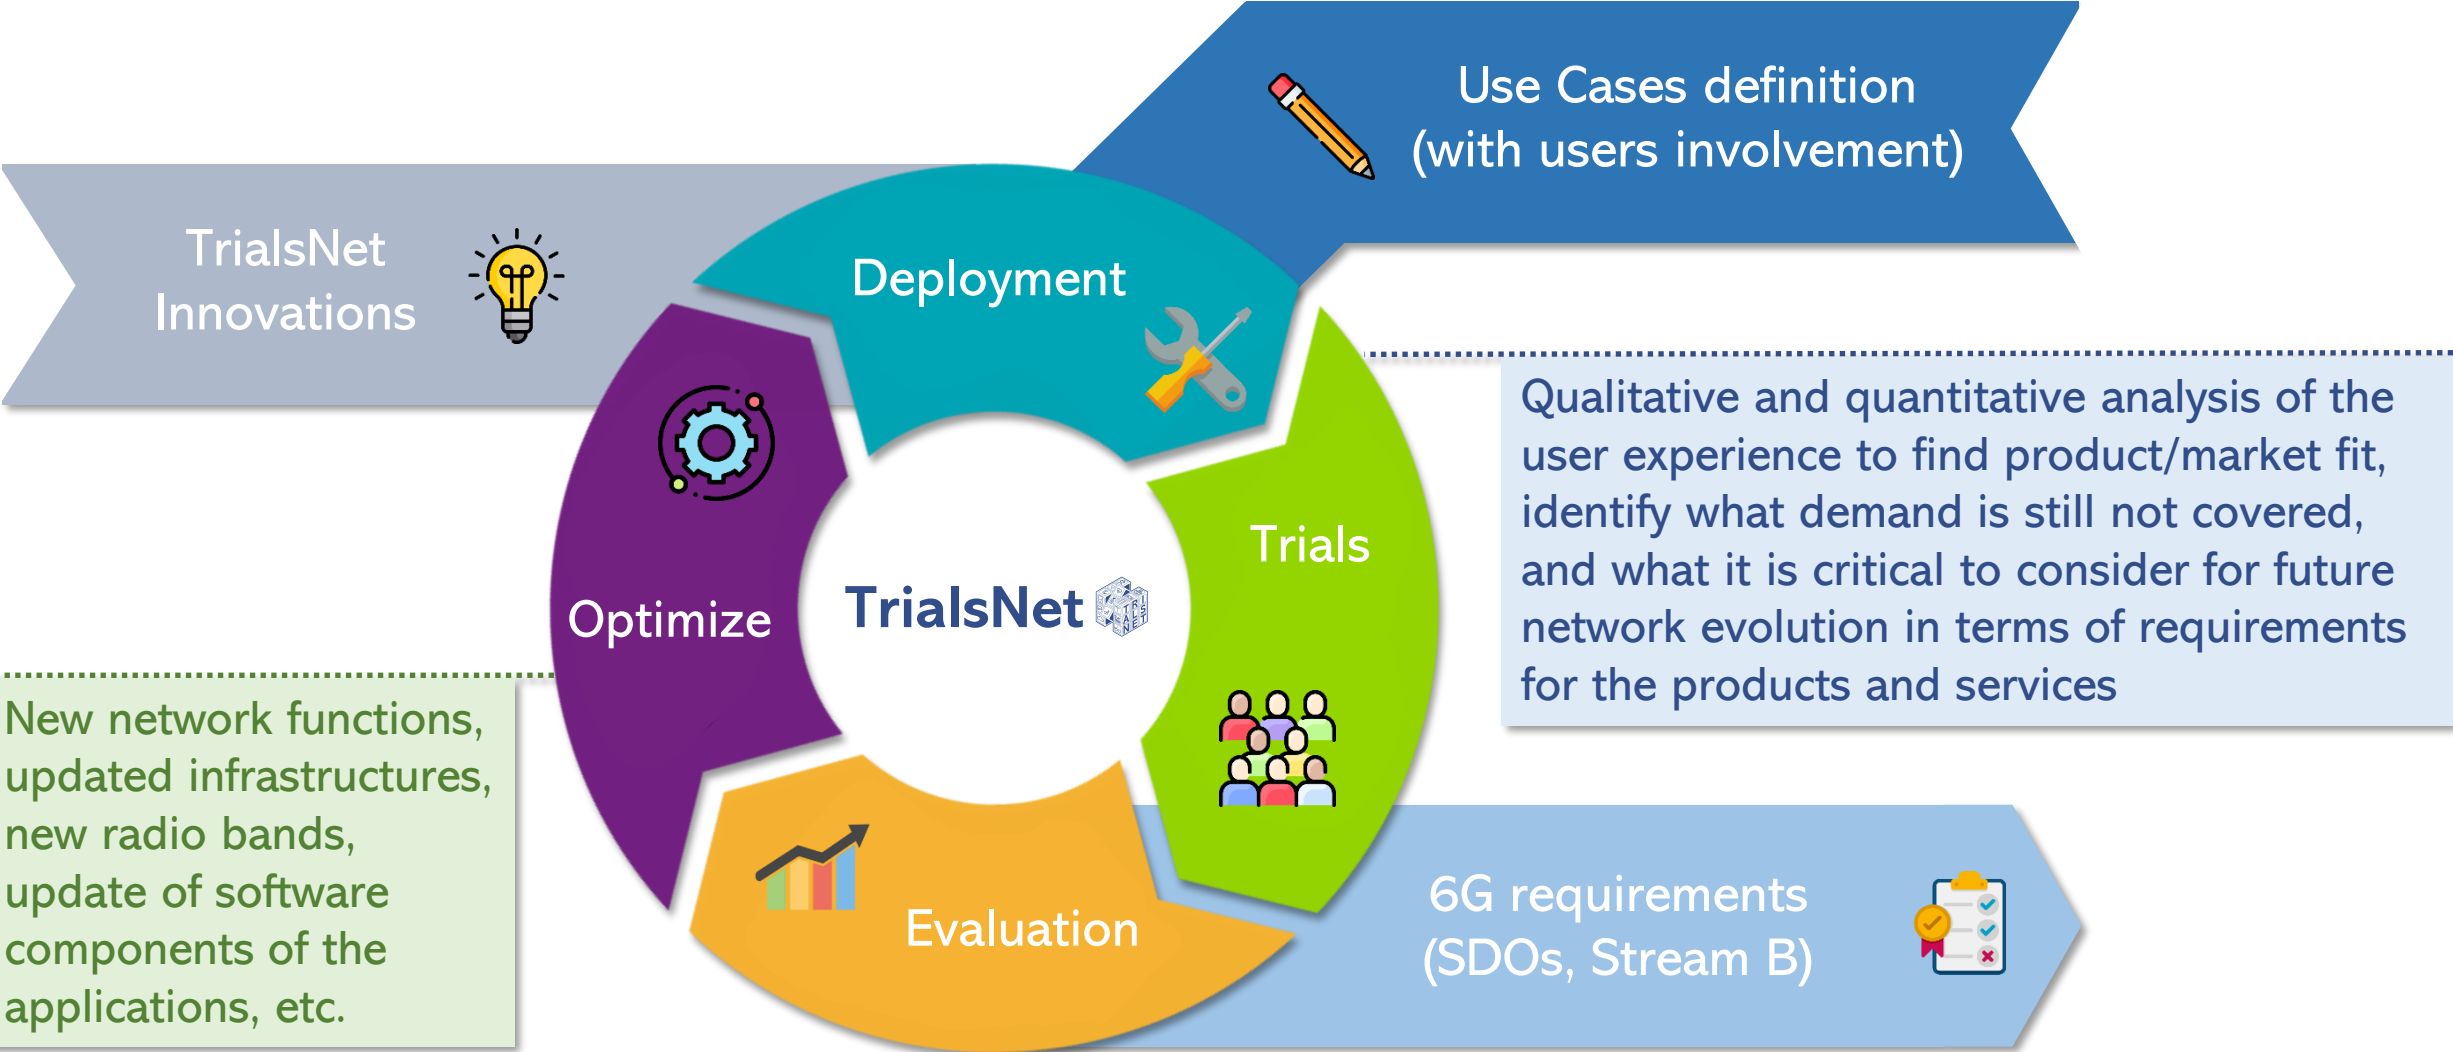 Use Cases definition
(with users involvement)
TrialsNet
Innovations
Deployment
Qualitative and quantitative analysis of the
user experience to find product/market fit,
identify what demand is still not covered,
and what it is critical to consider for future
network evolution in terms of requirements
for the products and services
Trials
TrialsNet
Optimize
New network functions,
updated infrastructures,
new radio bands,
update of software
components of the
applications, etc.
Evaluation
6G requirements
(SDOs, Stream B)